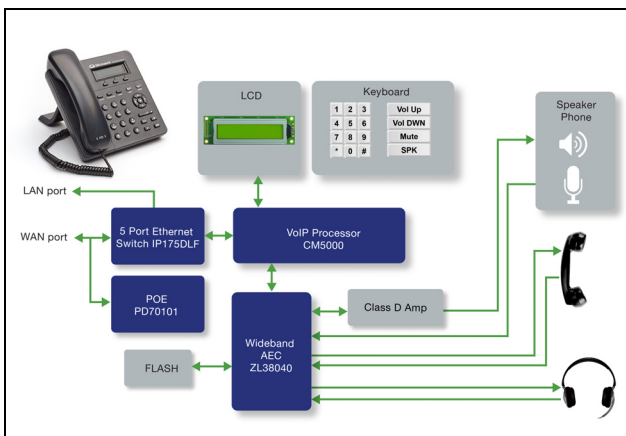 LCD
Keyboard
1 2 3
Vol Up
4 5 6
Vol DWN
7 8 9
Mute
* 0 #
SPK
Speaker
Phone
LAN port
WAN port
5 Port Ethernet
Switch IP175DLF
VoIP Processor
CM5000
POE
PD70101
Class D Amp
Wideband
AEC
ZL38040
FLASH